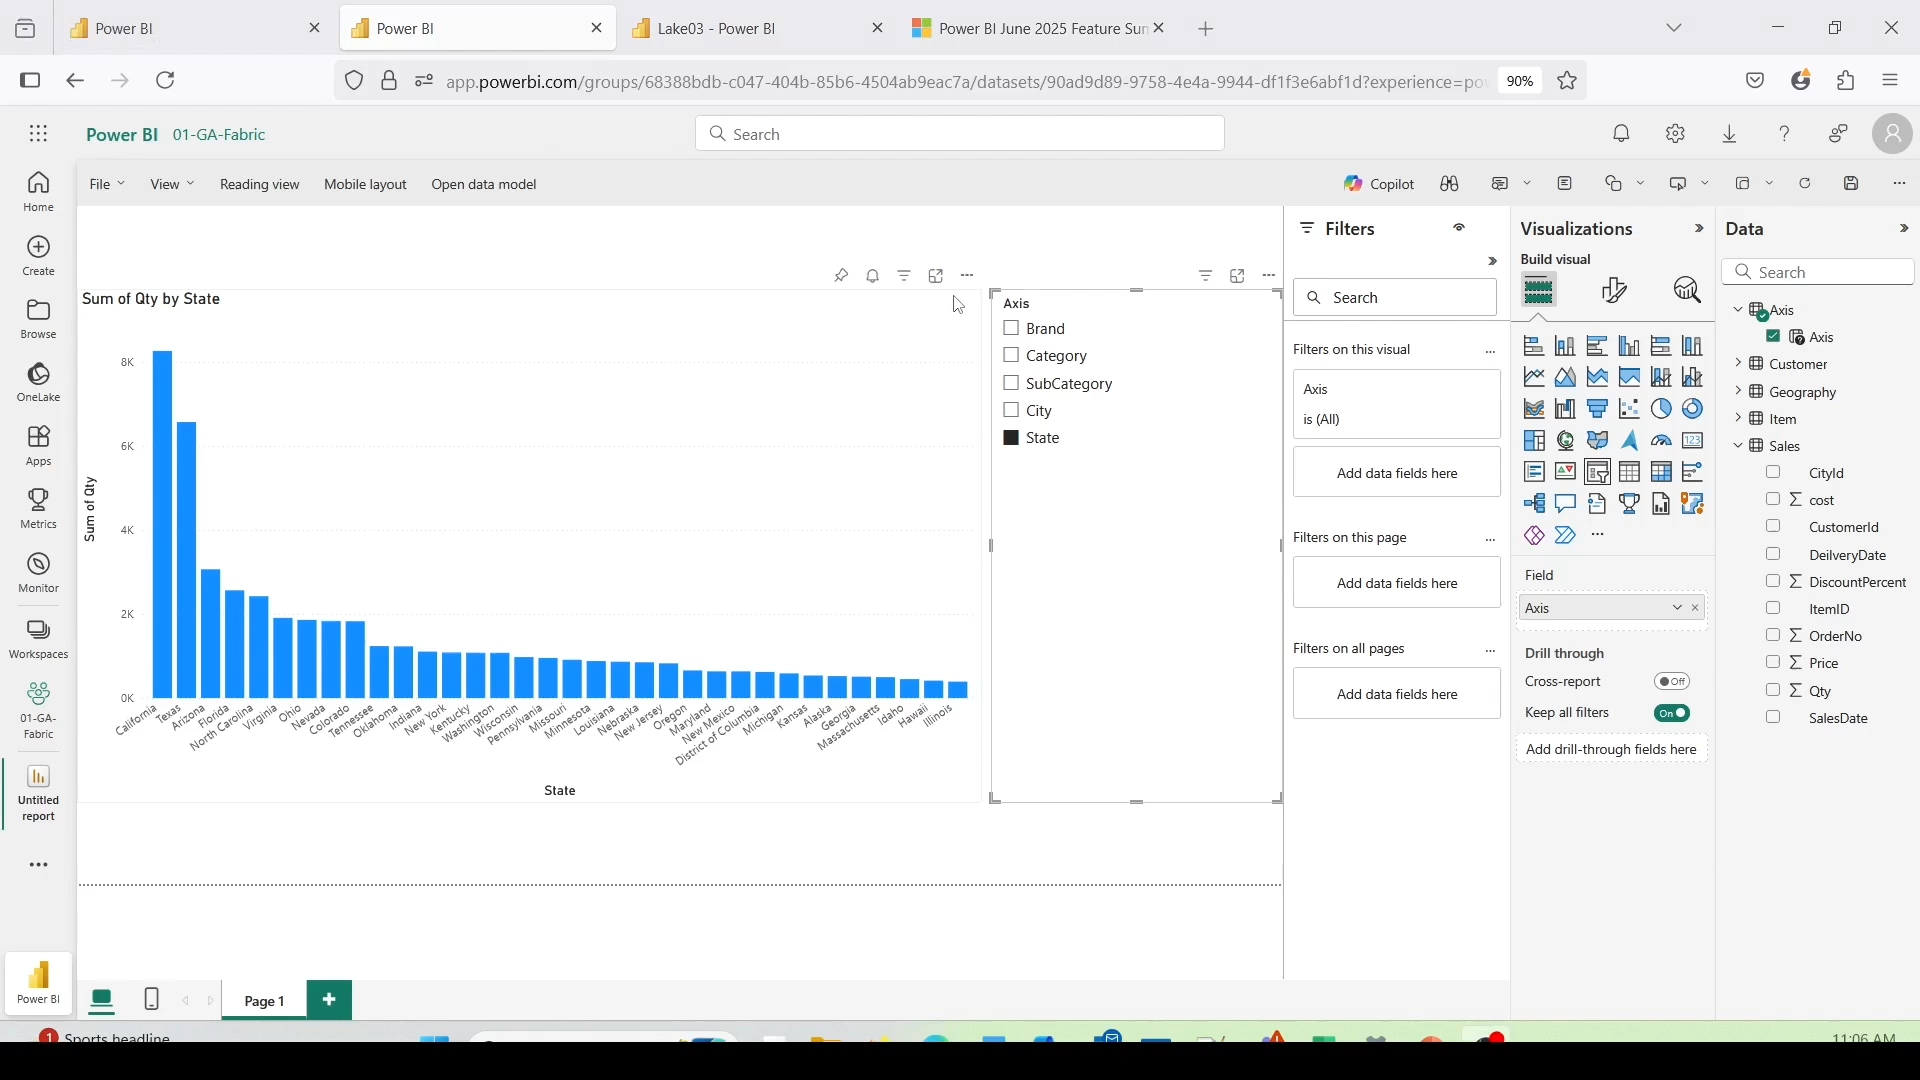 Power BI
Power BI
Lake03 - Power BI
Power BI June 2025 Feature Sum
app.powerbi.com/groups/68388bdb-c047-404b-85b6-4504ab9eac7a/datasets/90ad9d89-9758-4e4a-9944-df1f3e6abf1d?experience=po
90%
Power BI 01-GA-Fabric
Search
File
View
Reading view
Mobile layout
Open data model
Copilot
Home
Create
Browse
OneLake
Apps
Metrics
Monitor
Workspaces
01-GA-
Fabric
Untitled
report
Power BI
Sum of Qty by State
8K
6K
4K
2K
0K
Sum of Qty
California
Texas
Arizona
Florida
North Carolina
Virginia
Ohio
Nevada
Colorado
Tennessee
Oklahoma
Indiana
New York
Kentucky
Washington
Wisconsin
Pennsylvania
Missouri
Minnesota
Louisiana
Nebraska
New Jersey
Oregon
Maryland
New Mexico
District of Columbia
Michigan
Kansas
Alaska
Georgia
Massachusetts
Idaho
Hawaii
Illinois
State
Axis
Brand
Category
SubCategory
City
State
Filters
Search
Filters on this visual
Axis
is (All)
Add data fields here
Filters on this page
Add data fields here
Filters on all pages
Add data fields here
Visualizations
Build visual
123
Field
Axis
Drill through
Cross-report
Off
Keep all filters
On
Add drill-through fields here
Data
Search
Axis
Axis
Customer
Geography
Item
Sales
CityId
cost
CustomerId
DeilveryDate
DiscountPercent
ItemID
OrderNo
Price
Qty
SalesDate
Page 1
1
Sports headline
11:06 AM